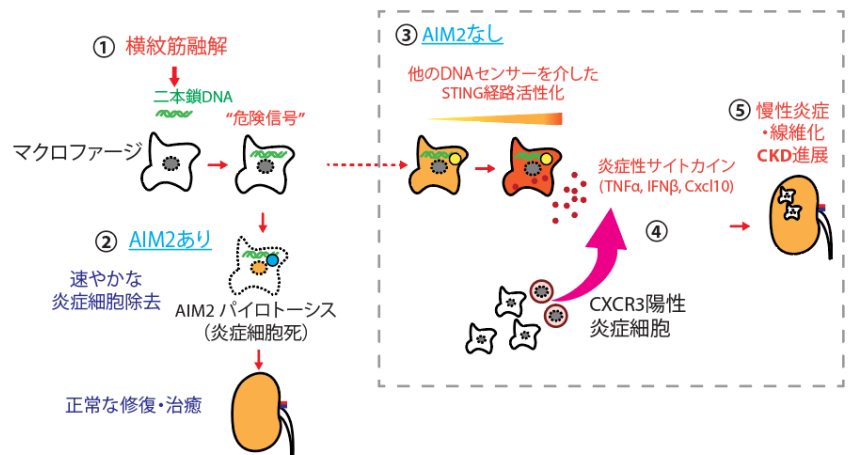 ① 横紋筋融解
二本鎖DNA
“危険信号”
マクロファージ
② AIM2あり
速やかな
炎症細胞除去
AIM2 パイロトーシス
（炎症細胞死）
正常な修復・治癒
③ AIM2なし
他のDNAセンサーを介した
STING経路活性化
炎症性サイトカイン
(TNFα, IFNβ, Cxcl10)
④
CXCR3陽性
炎症細胞
⑤ 慢性炎症
・線維化
CKD進展